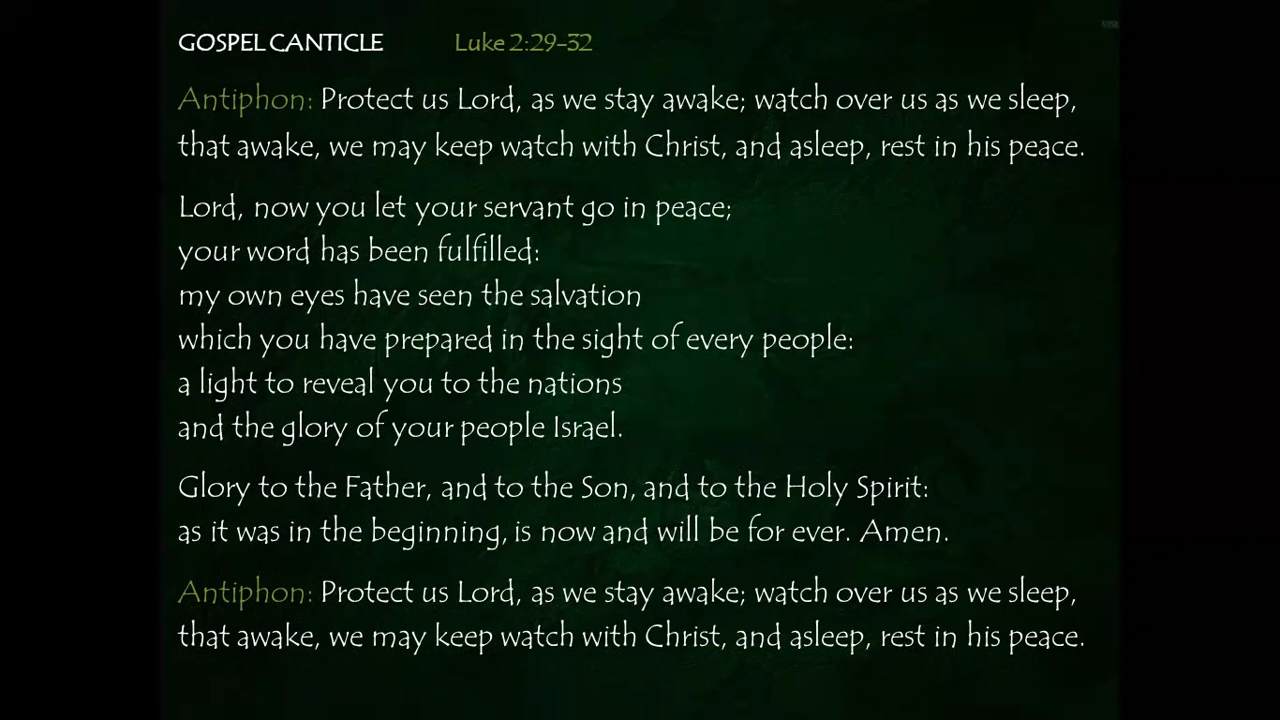 GOSPEL CANTICLE Luke 2:29-32
Antiphon: Protect us Lord, as we stay awake; watch over us as we sleep,
that awake, we may keep watch with Christ, and asleep, rest in his peace.
Lord, now you let your servant go in peace;
your word has been fulfilled:
my own eyes have seen the salvation
which you have prepared in the sight of every people:
a light to reveal you to the nations
and the glory of your people Israel.
Glory to the Father, and to the Son, and to the Holy Spirit:
as it was in the beginning, is now and will be for ever. Amen.
Antiphon: Protect us Lord, as we stay awake; watch over us as we sleep,
that awake, we may keep watch with Christ, and asleep, rest in his peace.